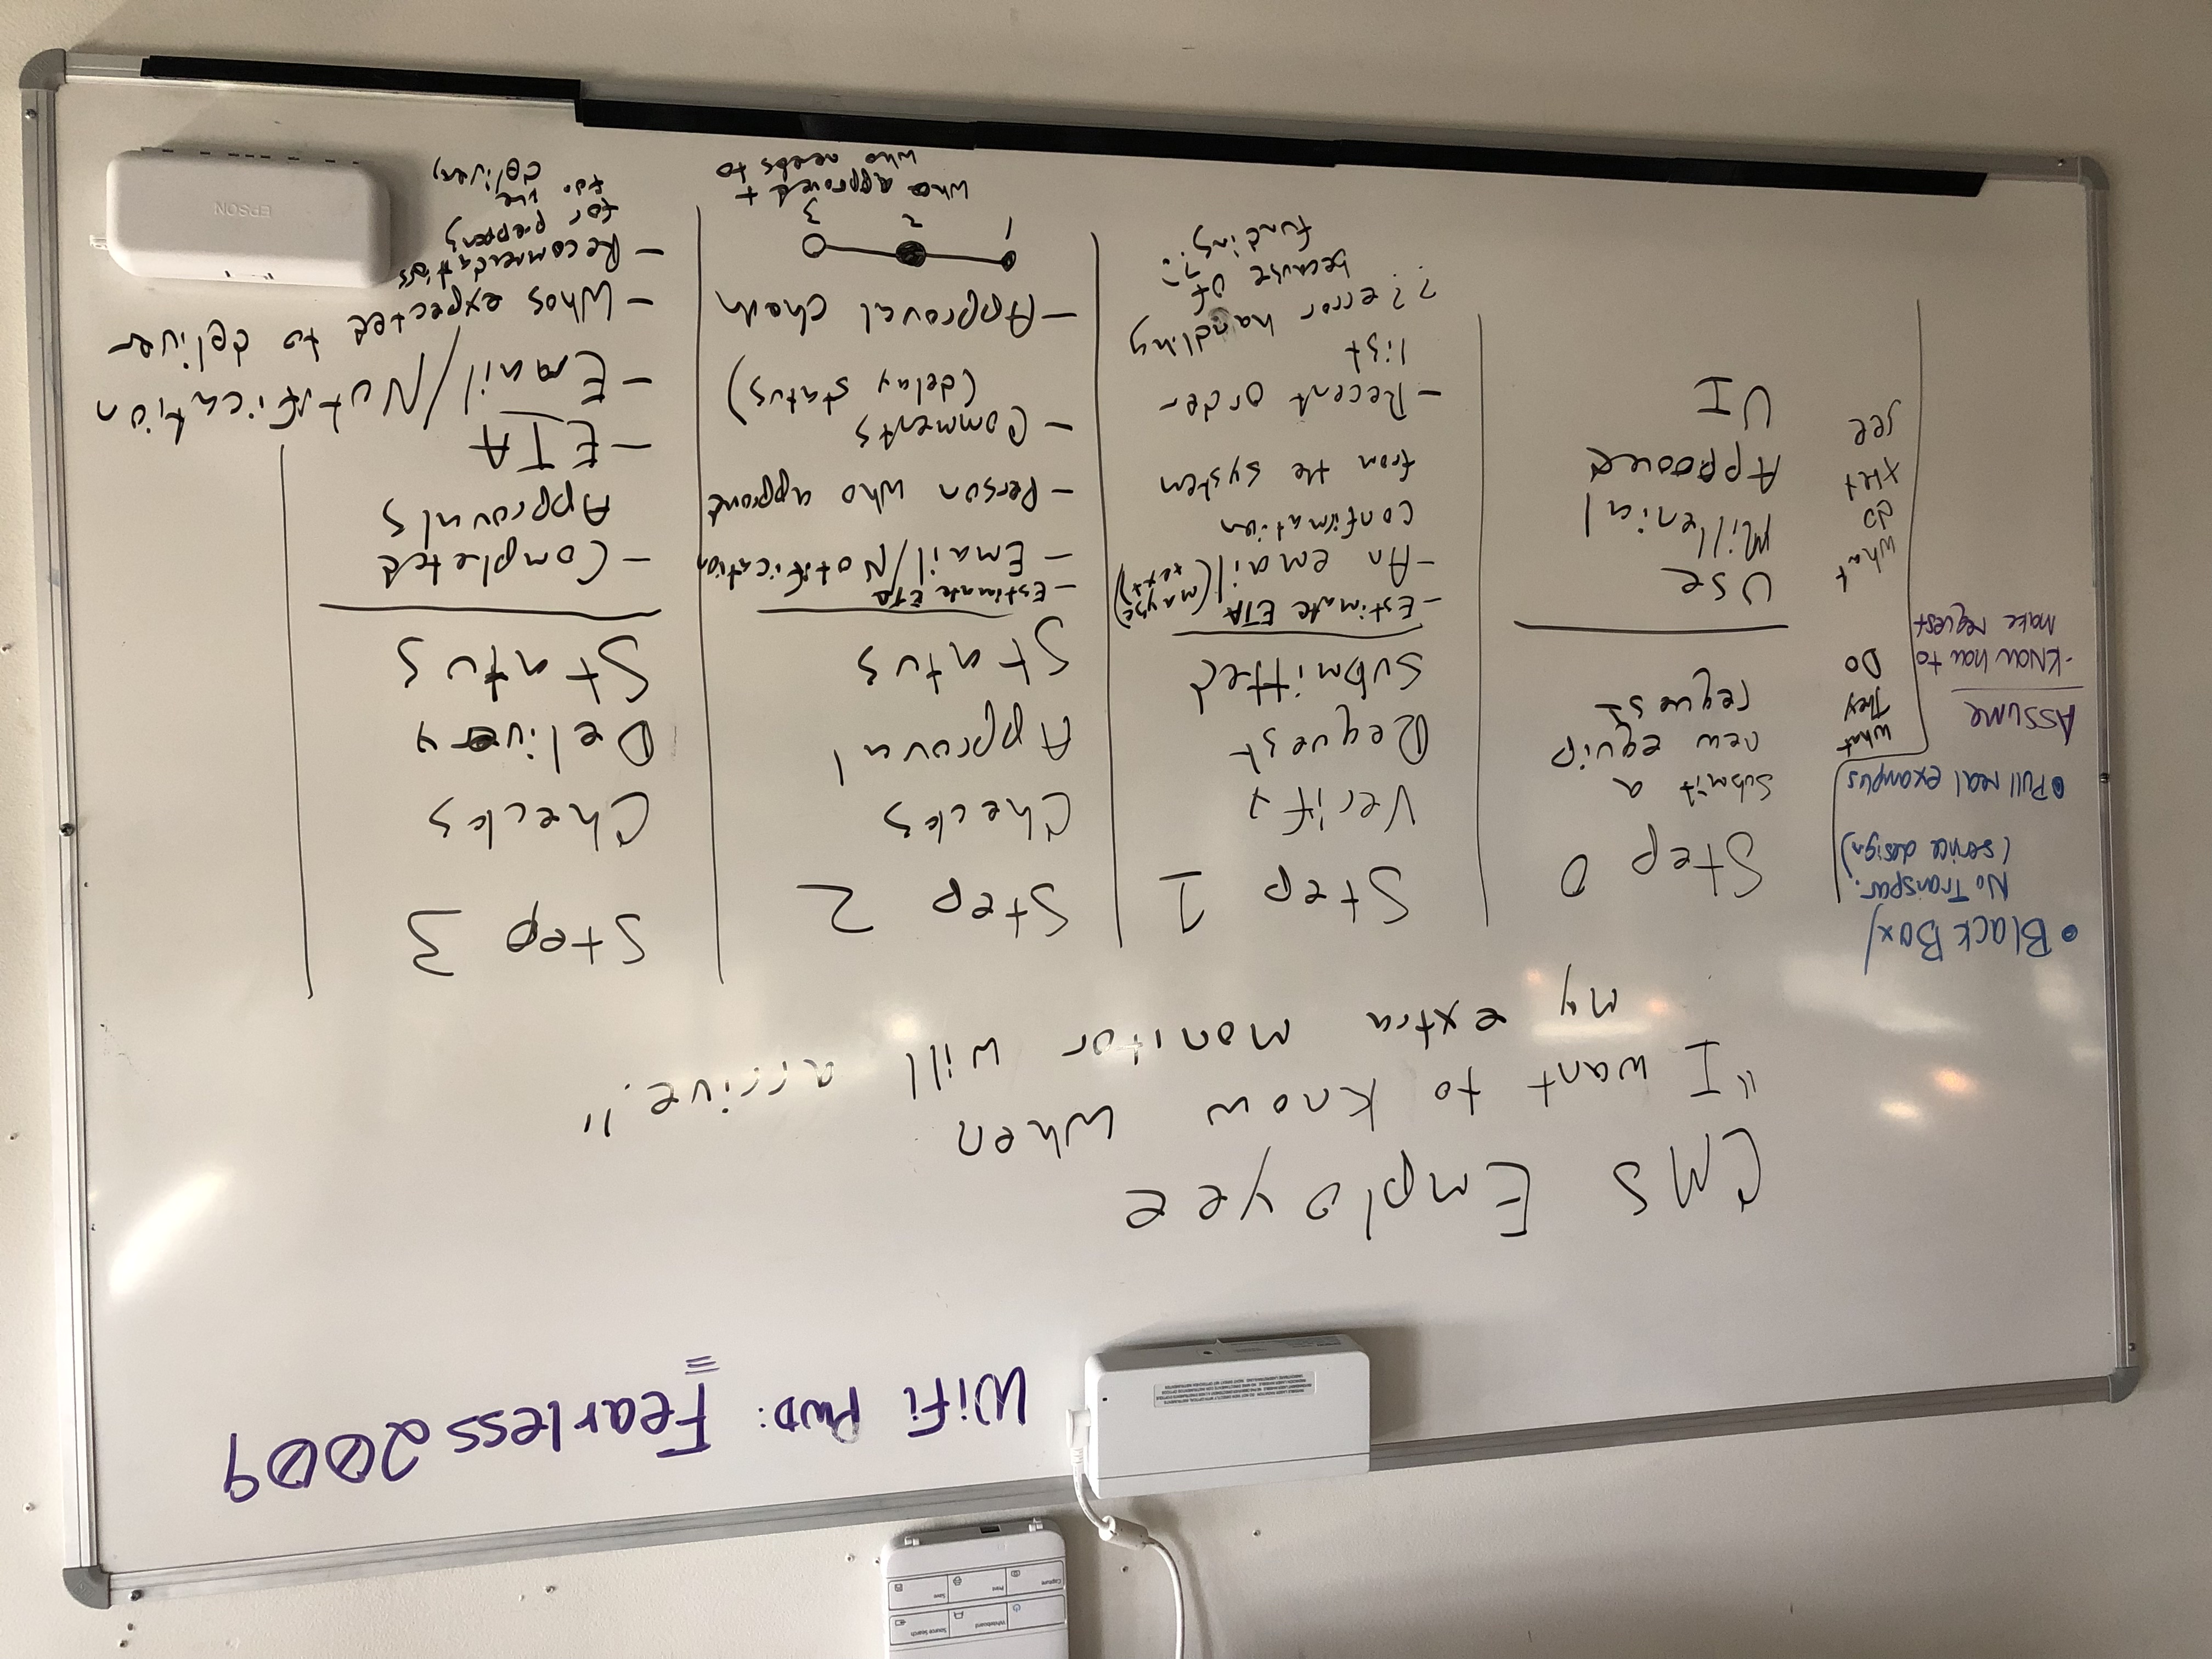 Whiteboard
Source Search
Capture
Print
Save
WiFi PWD: Fearless2009
CMS Employee
"I want to know when
my extra monitor will arrive."
• Black Box/
No Transpar.
(service design)
• Pull real examples
Assume
- Know how to
make request
what
They
Do
what
do
see
Step 0
Submit a
new equip
request
Use
Millenial
UI
Step 1
Verify
Request
Submitted
- Estimate ETA
- An email (maybe
text)
confirmation
from the system
- Recent order
list
?? error handling
because of
funding??
Step 2
Checks
Approval
Status
- Estimate ETA
- Email/Notification
- Person who approved
- Comments
(delay status)
- Approval chain
1 2 3
who approved +
who needs to
Step 3
Checks
Delivery
Status
- Completed
Approvals
- ETA
- Email/Notification
- Whos expected to deliver
- Recommendations
for prepping
for the
delivery
EPSON